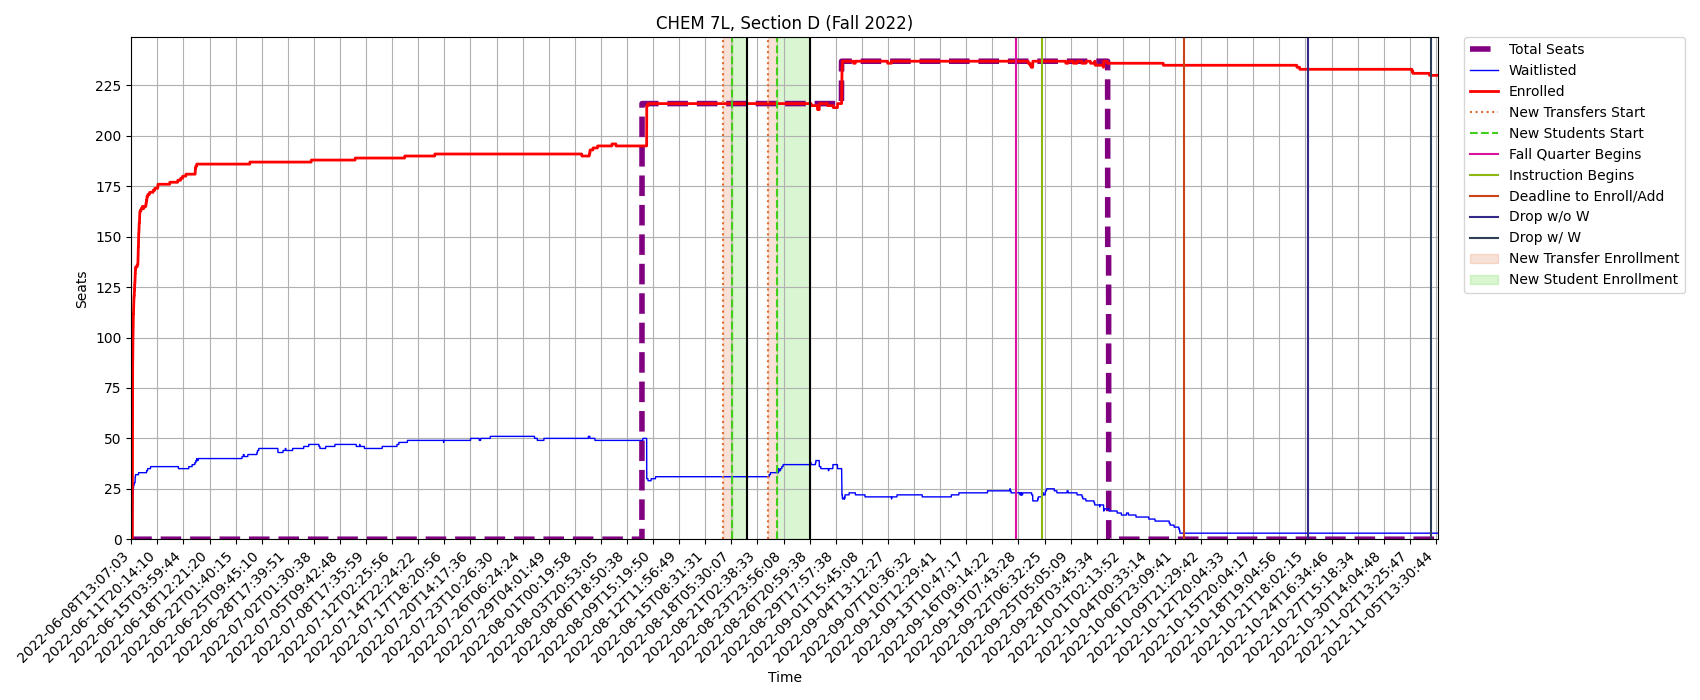 CHEM 7L, Section D (Fall 2022)
Seats
225
200
175
150
125
100
75
50
25
0
2022-06-08T13:07:03
2022-06-11T20:14:10
2022-06-15T03:59:44
2022-06-18T12:21:20
2022-06-22T01:40:15
2022-06-25T09:45:10
2022-06-28T17:39:51
2022-07-02T01:30:38
2022-07-05T09:42:48
2022-07-08T17:35:59
2022-07-12T02:25:56
2022-07-14T22:24:22
2022-07-17T18:20:56
2022-07-20T14:17:36
2022-07-23T10:26:30
2022-07-26T06:24:24
2022-07-29T04:01:49
2022-08-01T00:19:58
2022-08-03T20:53:05
2022-08-06T18:50:38
2022-08-09T15:19:50
2022-08-12T11:56:49
2022-08-15T08:31:31
2022-08-18T05:30:07
2022-08-21T02:38:33
2022-08-23T23:56:08
2022-08-26T20:59:38
2022-08-29T17:57:38
2022-09-01T15:45:08
2022-09-04T13:12:27
2022-09-07T10:36:32
2022-09-10T12:29:41
2022-09-13T10:47:17
2022-09-16T09:14:22
2022-09-19T07:43:28
2022-09-22T06:32:25
2022-09-25T05:05:09
2022-09-28T03:45:34
2022-10-01T02:13:52
2022-10-04T00:33:14
2022-10-06T23:09:41
2022-10-09T21:29:42
2022-10-12T20:04:33
2022-10-15T20:04:17
2022-10-18T19:04:56
2022-10-21T18:02:15
2022-10-24T16:34:46
2022-10-27T15:18:34
2022-10-30T14:04:48
2022-11-02T13:25:47
2022-11-05T13:30:44
Time
Total Seats
Waitlisted
Enrolled
New Transfers Start
New Students Start
Fall Quarter Begins
Instruction Begins
Deadline to Enroll/Add
Drop w/o W
Drop w/ W
New Transfer Enrollment
New Student Enrollment